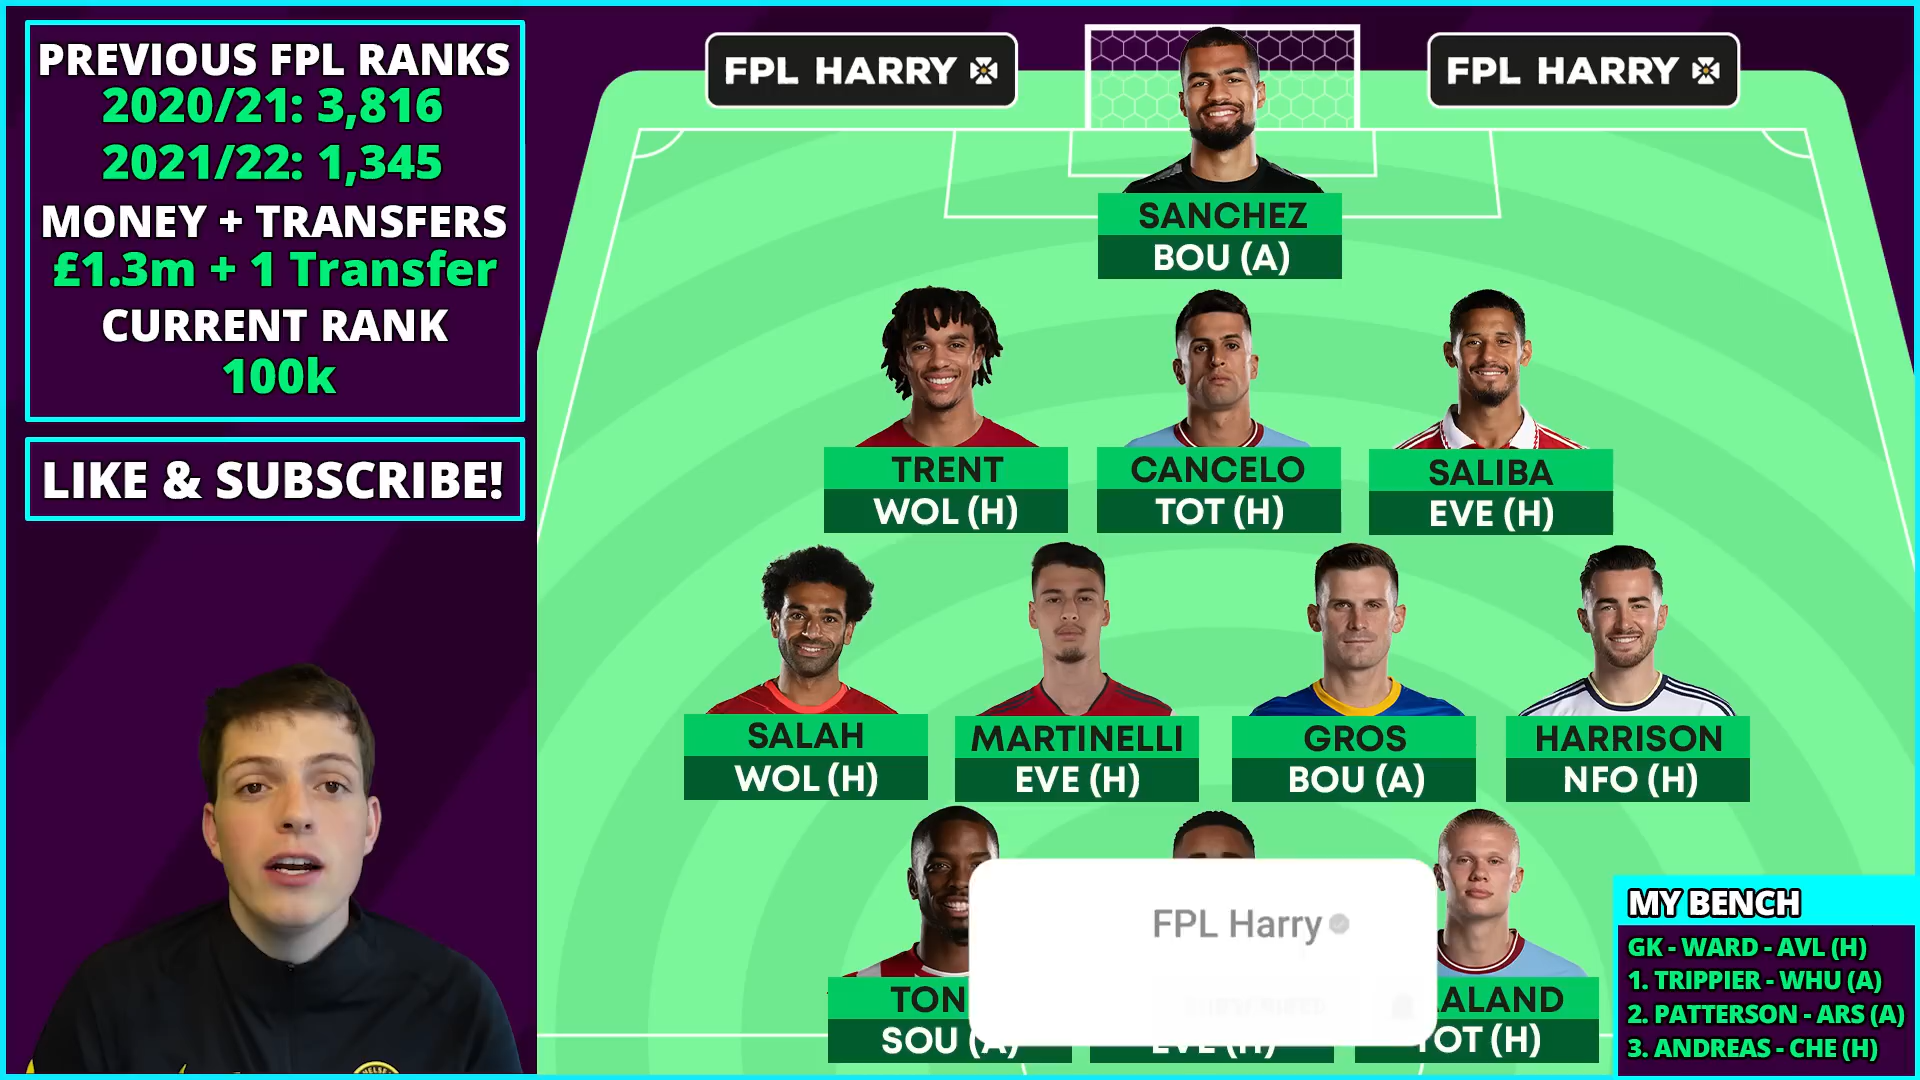 PREVIOUS FPL RANKS
2020/21: 3,816
2021/22: 1,345
MONEY + TRANSFERS
£1.3m + 1 Transfer
CURRENT RANK
100k
LIKE & SUBSCRIBE!
FPL HARRY
FPL HARRY
SANCHEZ
BOU (A)
TRENT
WOL (H)
CANCELO
TOT (H)
SALIBA
EVE (H)
SALAH
WOL (H)
MARTINELLI
EVE (H)
GROS
BOU (A)
HARRISON
NFO (H)
TON
SOU (A)
FPL Harry
EVE (H)
ALAND
TOT (H)
MY BENCH
GK - WARD - AVL (H)
1. TRIPPIER - WHU (A)
2. PATTERSON - ARS (A)
3. ANDREAS - CHE (H)